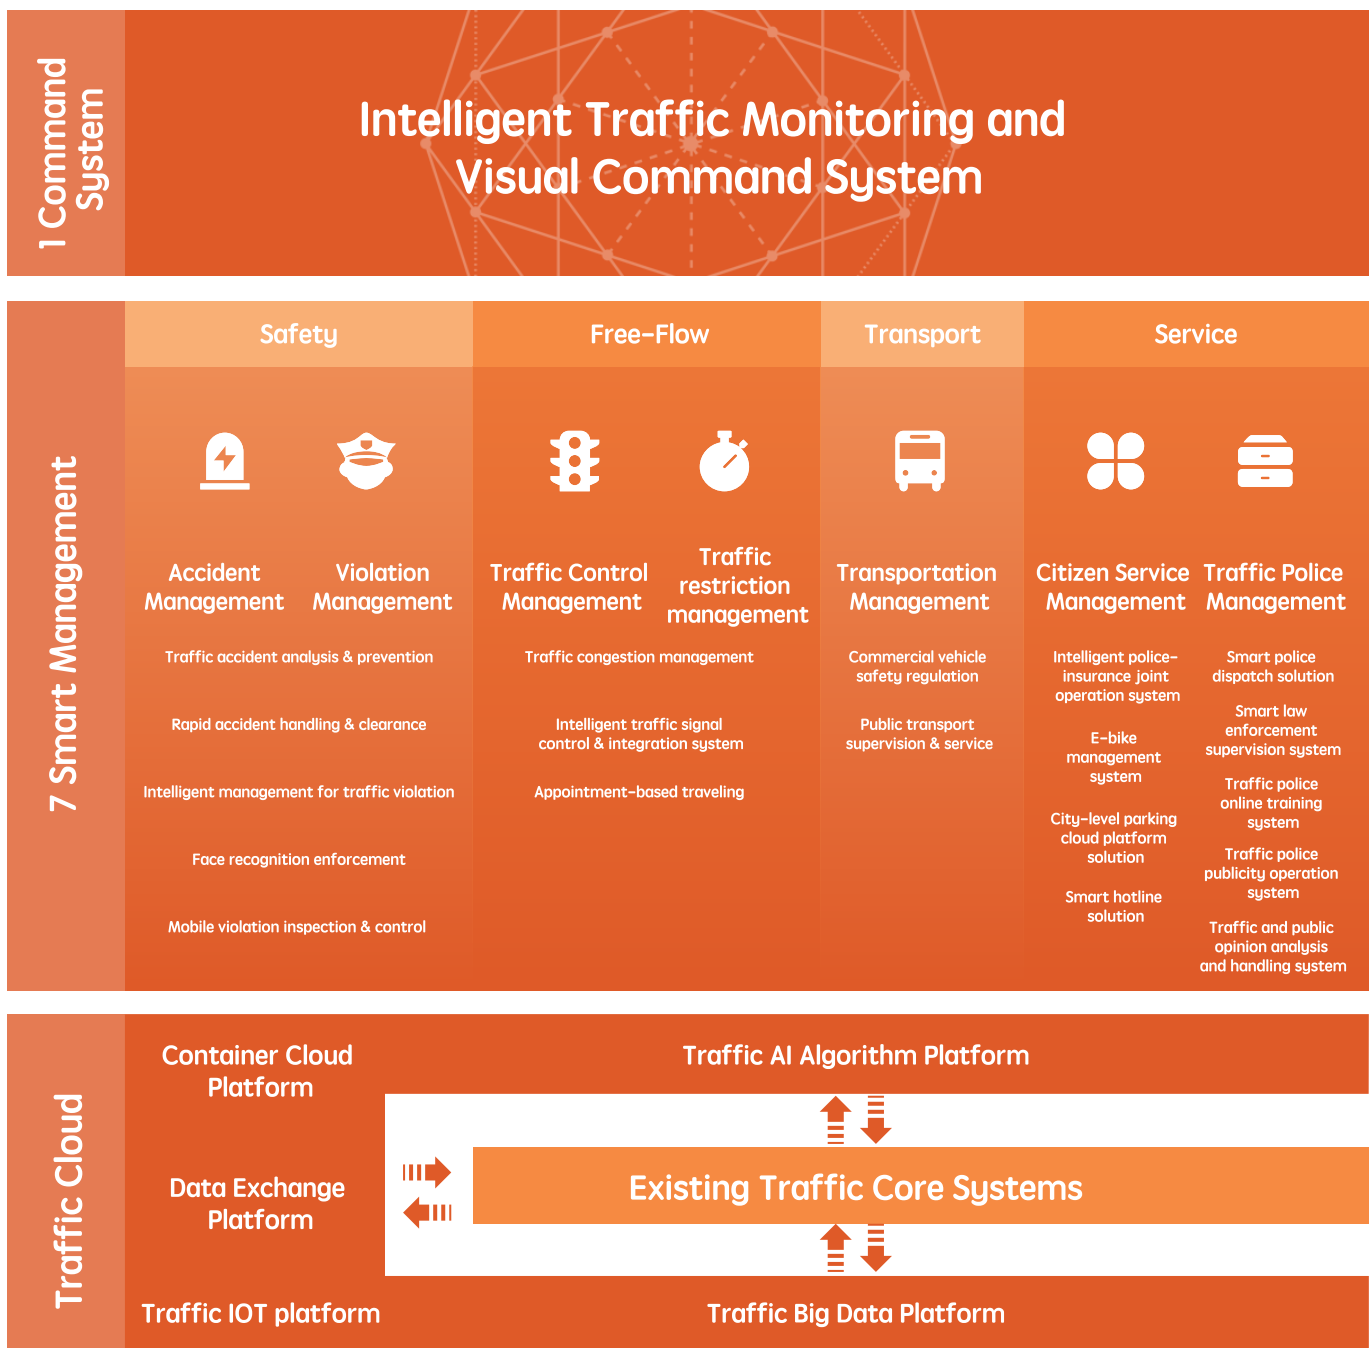 1 Command
System
Intelligent Traffic Monitoring and
Visual Command System
7 Smart Management
Safety
Free-Flow
Transport
Service
Accident
Management
Violation
Management
Traffic Control
Management
Traffic
restriction
management
Transportation
Management
Citizen Service
Management
Traffic Police
Management
Traffic accident analysis & prevention
Rapid accident handling & clearance
Intelligent management for traffic violation
Face recognition enforcement
Mobile violation inspection & control
Traffic congestion management
Intelligent traffic signal
control & integration system
Appointment-based traveling
Commercial vehicle
safety regulation
Public transport
supervision & service
Intelligent police-
insurance joint
operation system
E-bike
management
system
City-level parking
cloud platform
solution
Smart hotline
solution
Smart police
dispatch solution
Smart law
enforcement
supervision system
Traffic police
online training
system
Traffic police
publicity operation
system
Traffic and public
opinion analysis
and handling system
Traffic Cloud
Container Cloud
Platform
Traffic AI Algorithm Platform
Data Exchange
Platform
Existing Traffic Core Systems
Traffic IOT platform
Traffic Big Data Platform